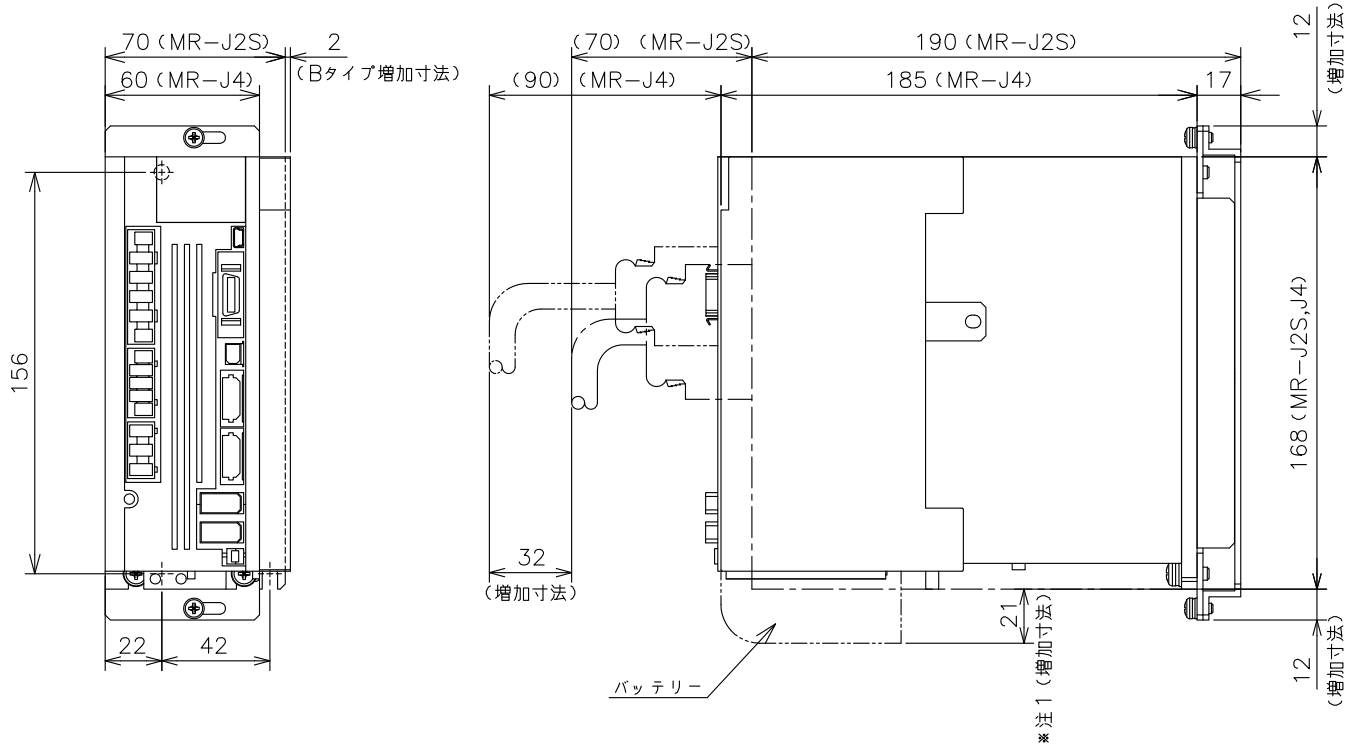 70（MR-J2S）
2
（Bタイプ増加寸法）
60（MR-J4）
156
22
42
（70）（MR-J2S）
190（MR-J2S）
（90）（MR-J4）
185（MR-J4）
17
12
（増加寸法）
168（MR-J2S,J4）
32
（増加寸法）
21
※注1（増加寸法）
12
（増加寸法）
バッテリー